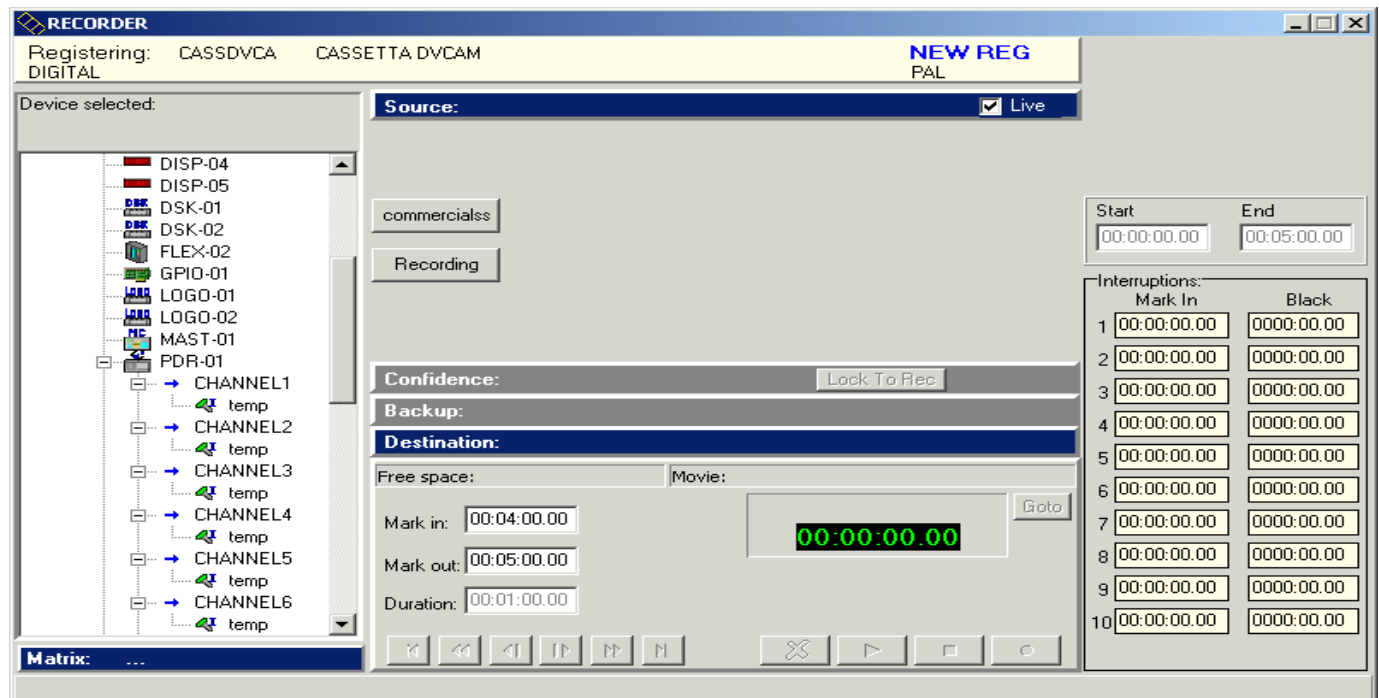 RECORDER
Registering: CASSDVCA CASSETTA DVCAM NEW REG
DIGITAL PAL
Device selected:
DISP-04
DISP-05
DSK-01
DSK-02
FLEX-02
GPIO-01
LOGO-01
LOGO-02
MAST-01
PDR-01
CHANNEL1
temp
CHANNEL2
temp
CHANNEL3
temp
CHANNEL4
temp
CHANNEL5
temp
CHANNEL6
temp
Matrix: ...
Source: Live
commercialss
Recording
Confidence: Lock To Rec
Backup:
Destination:
Free space: Movie:
Mark in: 00:04:00.00
Mark out: 00:05:00.00
Duration: 00:01:00.00
00:00:00.00
Goto
Start End
00:00:00.00 00:05:00.00
Interruptions:
Mark In Black
1 00:00:00.00 0000:00.00
2 00:00:00.00 0000:00.00
3 00:00:00.00 0000:00.00
4 00:00:00.00 0000:00.00
5 00:00:00.00 0000:00.00
6 00:00:00.00 0000:00.00
7 00:00:00.00 0000:00.00
8 00:00:00.00 0000:00.00
9 00:00:00.00 0000:00.00
10 00:00:00.00 0000:00.00